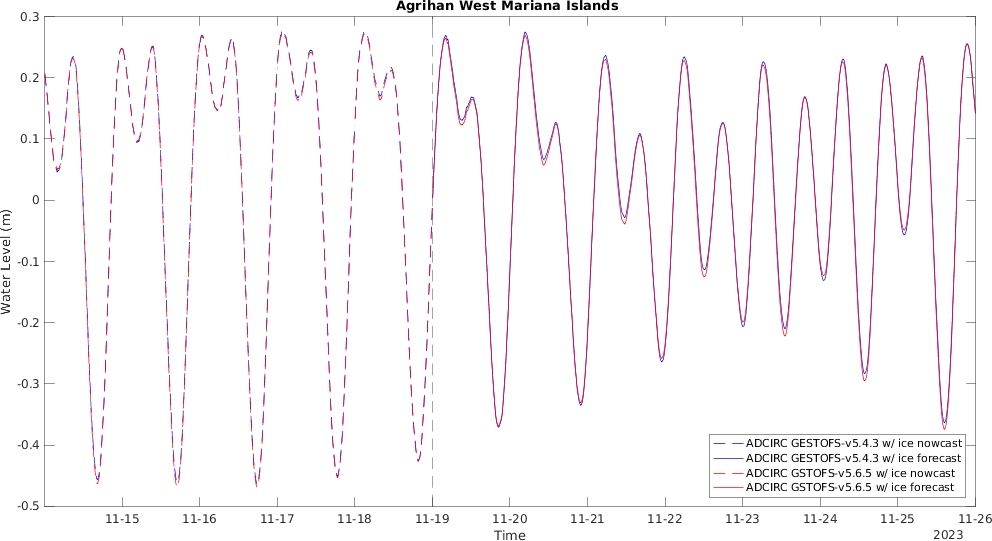 Agrihan West Mariana Islands
0.3
0.2
0.1
0
-0.1
-0.2
-0.3
-0.4
-0.5
Water Level (m)
ADCIRC GESTOFS-v5.4.3 w/ ice nowcast
ADCIRC GESTOFS-v5.4.3 w/ ice forecast
ADCIRC GSTOFS-v5.6.5 w/ ice nowcast
ADCIRC GSTOFS-v5.6.5 w/ ice forecast
11-15 11-16 11-17 11-18 11-19 11-20 11-21 11-22 11-23 11-24 11-25 11-26
Time
2023